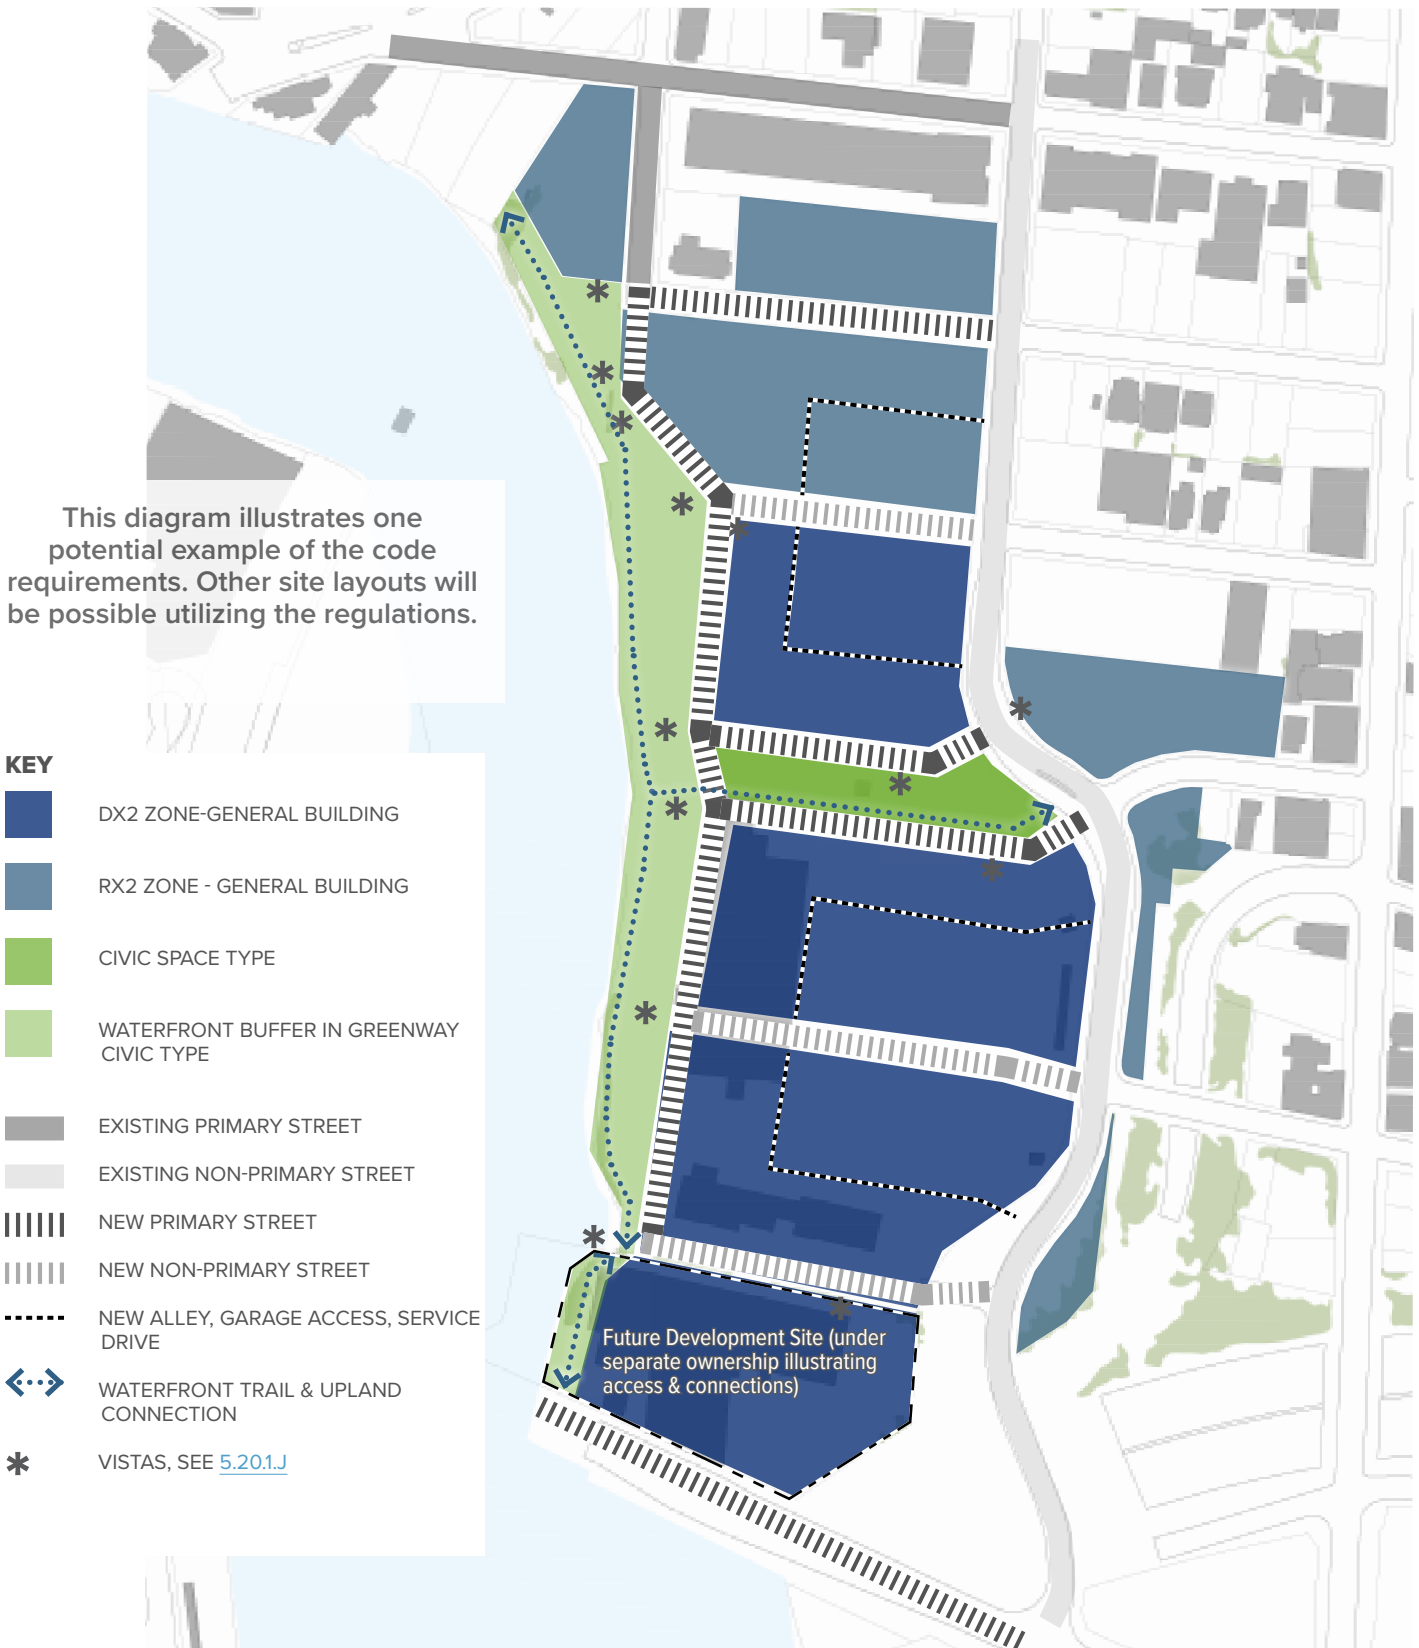 This diagram illustrates one
potential example of the code
requirements. Other site layouts will
be possible utilizing the regulations.
KEY
DX2 ZONE-GENERAL BUILDING
RX2 ZONE - GENERAL BUILDING
CIVIC SPACE TYPE
WATERFRONT BUFFER IN GREENWAY
CIVIC TYPE
EXISTING PRIMARY STREET
EXISTING NON-PRIMARY STREET
NEW PRIMARY STREET
NEW NON-PRIMARY STREET
NEW ALLEY, GARAGE ACCESS, SERVICE
DRIVE
WATERFRONT TRAIL & UPLAND
CONNECTION
VISTAS, SEE 5.20.1.J
Future Development Site (under
separate ownership illustrating
access & connections)